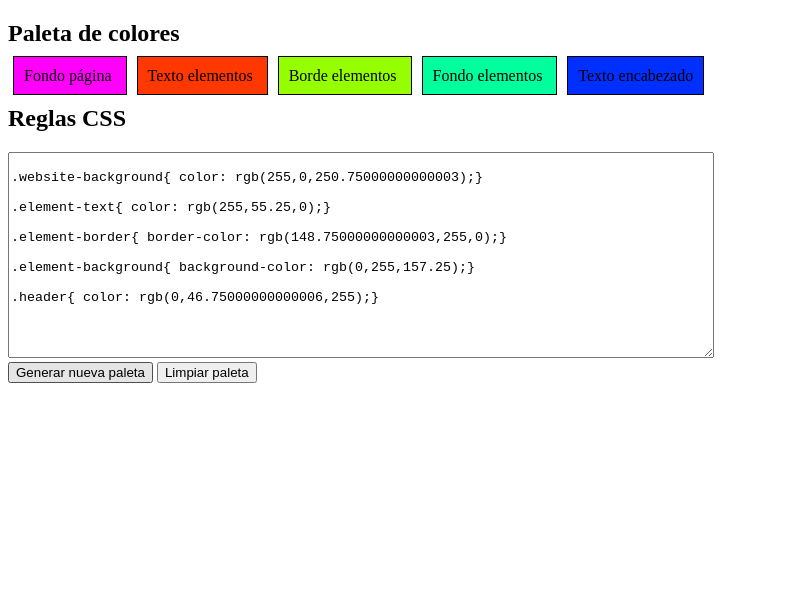 Paleta de colores
Fondo página Texto elementos Borde elementos Fondo elementos Texto encabezado
Reglas CSS
.website-background{ color: rgb(255,0,250.75000000000003);}
.element-text{ color: rgb(255,55.25,0);}
.element-border{ border-color: rgb(148.75000000000003,255,0);}
.element-background{ background-color: rgb(0,255,157.25);}
.header{ color: rgb(0,46.75000000000006,255);}
Generar nueva paleta Limpiar paleta